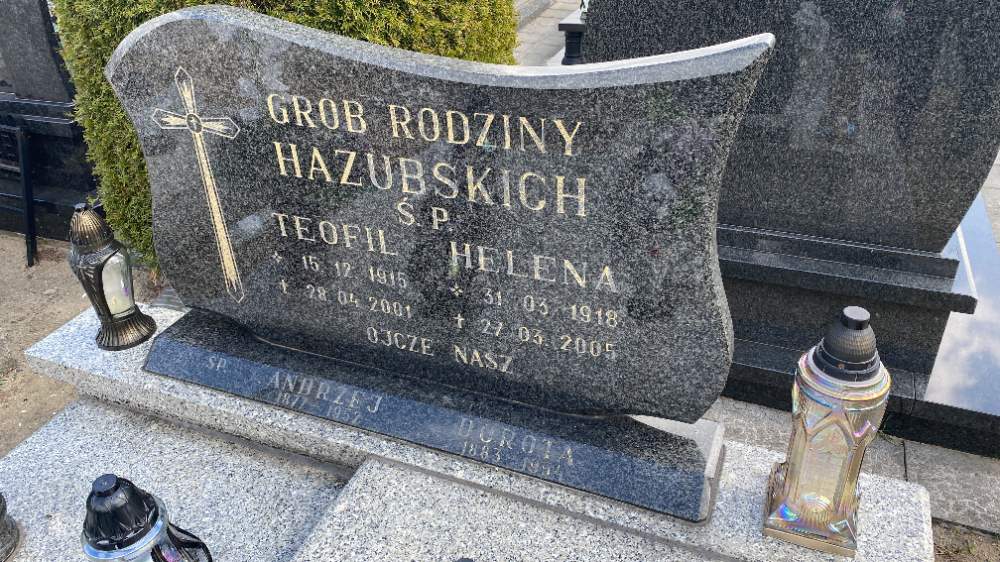 GROB RODZINY
HAZUBSKICH
Ś.P.
TEOFIL HELENA
15.12.1915 31.03.1918
✝ 28.04.2001 ✝ 27.03.2005
OJCZE NASZ
ŚP. ANDRZEJ DOROTA
1883